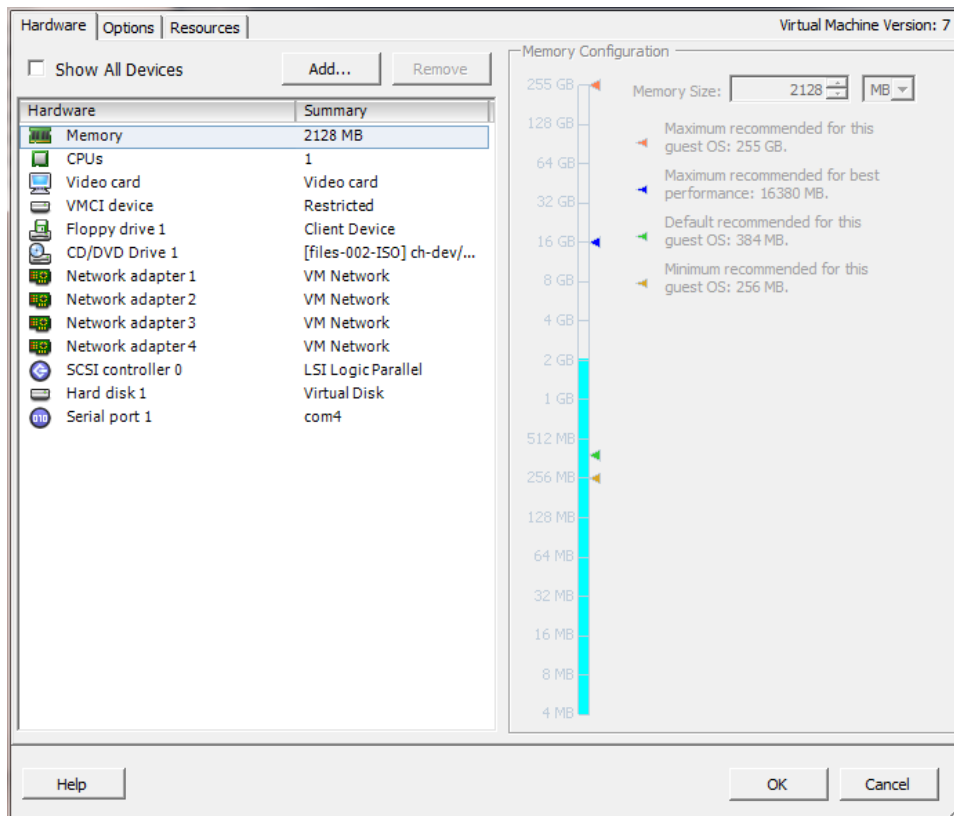 Hardware Options Resources Virtual Machine Version: 7
Show All Devices Add... Remove
Hardware Summary
Memory 2128 MB
CPUs 1
Video card Video card
VMCI device Restricted
Floppy drive 1 Client Device
CD/DVD Drive 1 [files-002-ISO] ch-dev/...
Network adapter 1 VM Network
Network adapter 2 VM Network
Network adapter 3 VM Network
Network adapter 4 VM Network
SCSI controller 0 LSI Logic Parallel
Hard disk 1 Virtual Disk
Serial port 1 com4
Memory Configuration
255 GB
128 GB
64 GB
32 GB
16 GB
8 GB
4 GB
2 GB
1 GB
512 MB
256 MB
128 MB
64 MB
32 MB
16 MB
8 MB
4 MB
Memory Size: 2128 MB
Maximum recommended for this
guest OS: 255 GB.
Maximum recommended for best
performance: 16380 MB.
Default recommended for this
guest OS: 384 MB.
Minimum recommended for this
guest OS: 256 MB.
Help OK Cancel